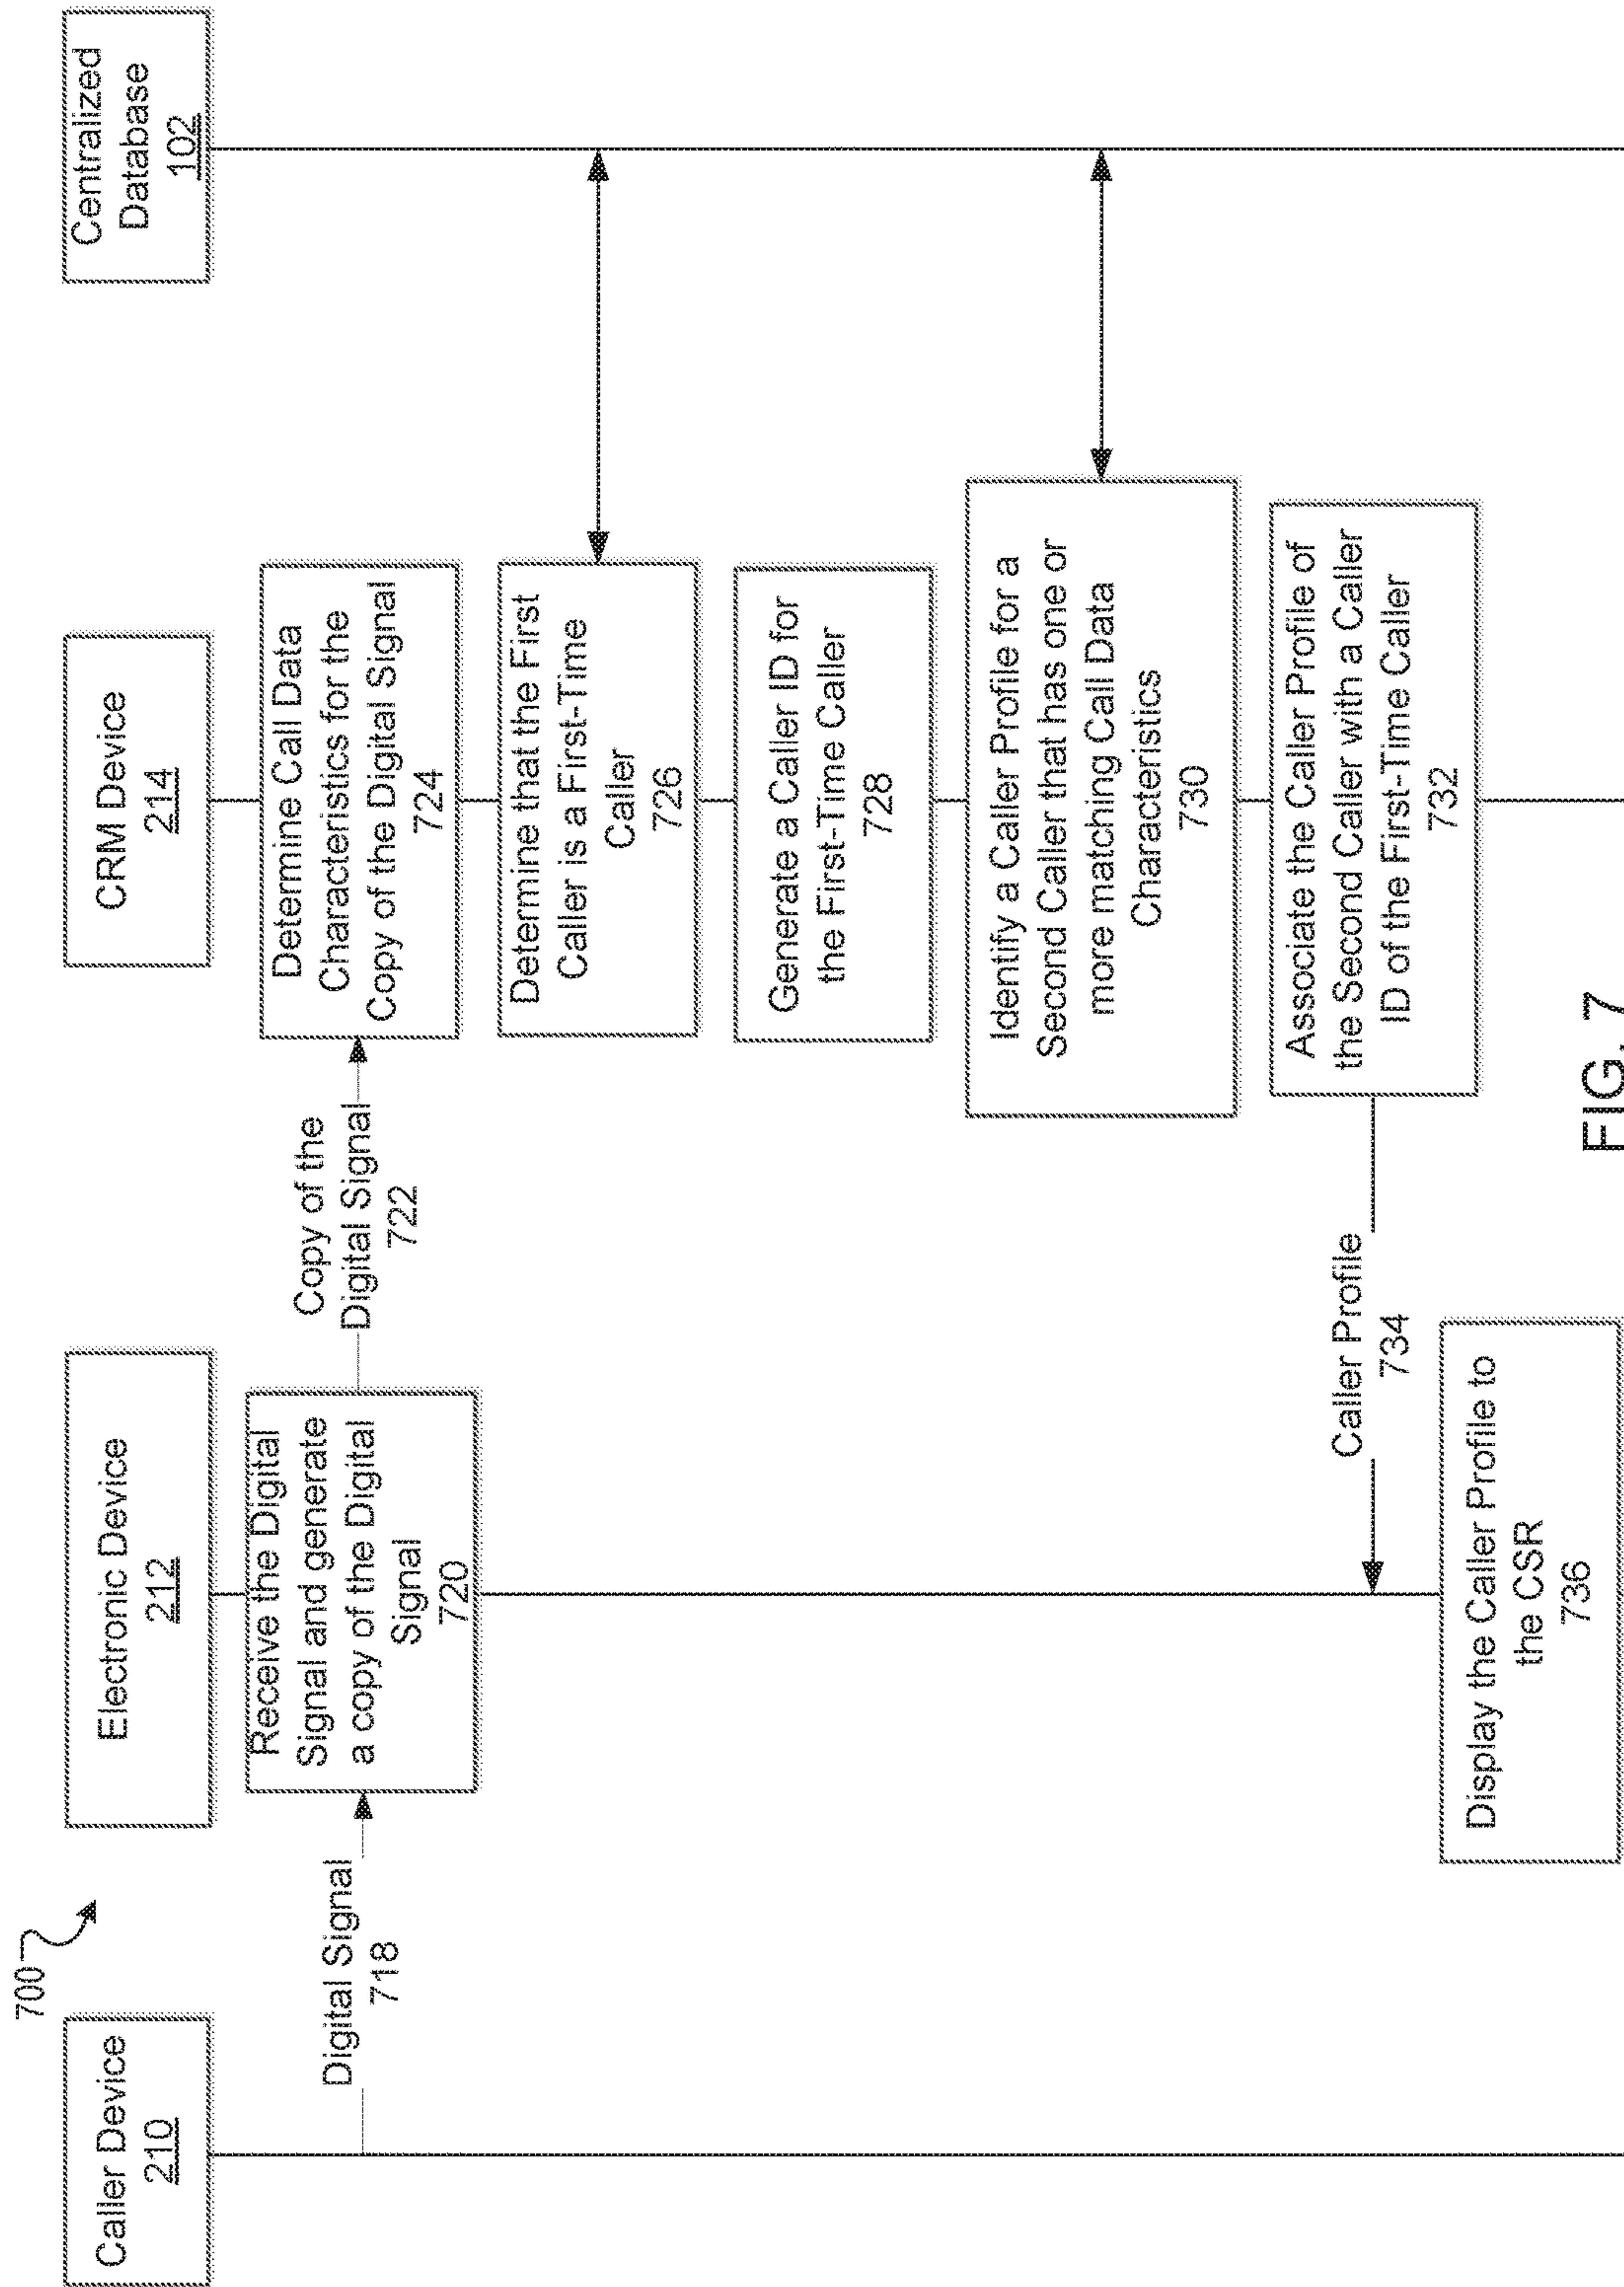 700
Caller Device
210
Electronic Device
212
CRM Device
214
Centralized
Database
102
Digital Signal
718
Receive the Digital
Signal and generate
a copy of the Digital
Signal
720
Copy of the
Digital Signal
722
Determine Call Data
Characteristics for the
Copy of the Digital Signal
724
Determine that the First
Caller is a First-Time
Caller
726
Generate a Caller ID for
the First-Time Caller
728
Identify a Caller Profile for a
Second Caller that has one or
more matching Call Data
Characteristics
730
Associate the Caller Profile of
the Second Caller with a Caller
ID of the First-Time Caller
732
Caller Profile
734
Display the Caller Profile to
the CSR
736
FIG. 7